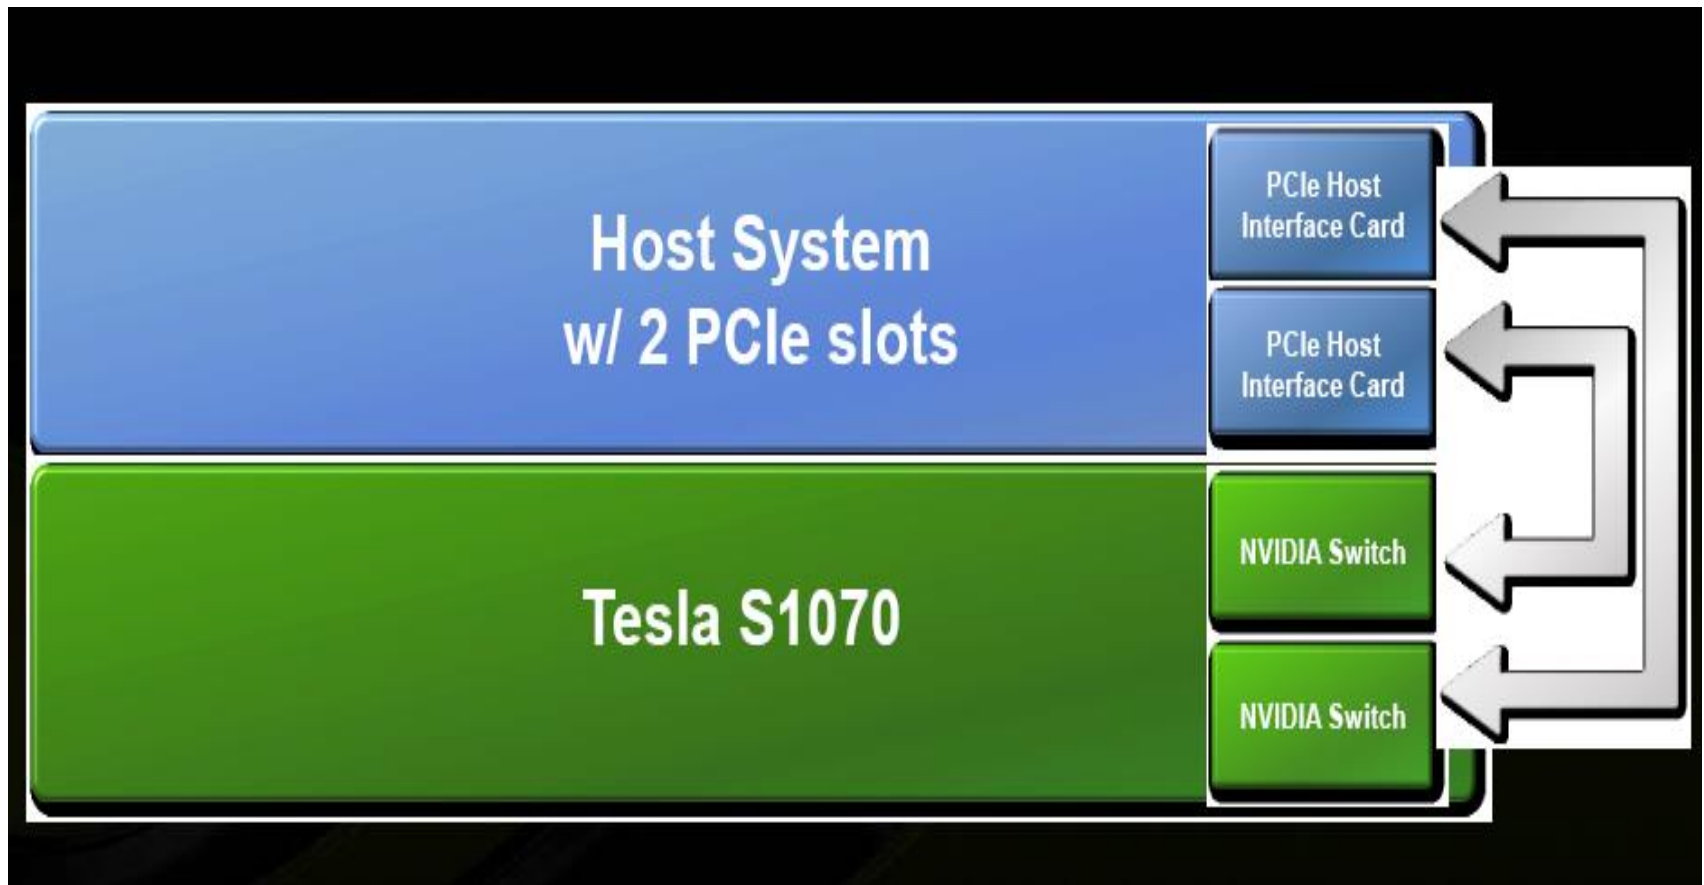 Host System
w/ 2 PCIe slots
PCIe Host
Interface Card
PCIe Host
Interface Card
Tesla S1070
NVIDIA Switch
NVIDIA Switch